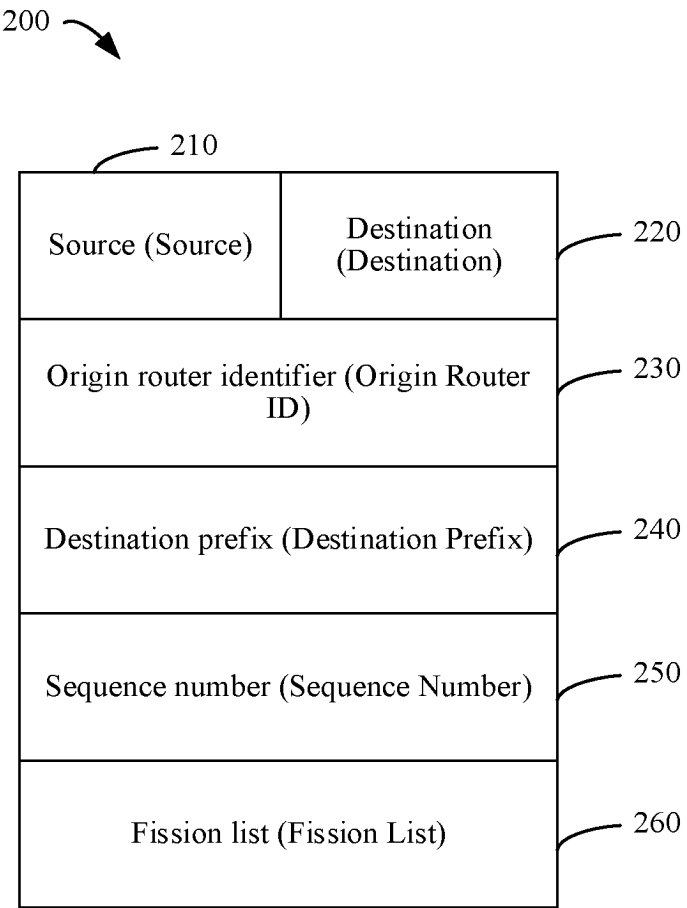 200
210
Source (Source)
Destination
(Destination)
220
Origin router identifier (Origin Router
ID)
230
Destination prefix (Destination Prefix)
240
Sequence number (Sequence Number)
250
Fission list (Fission List)
260